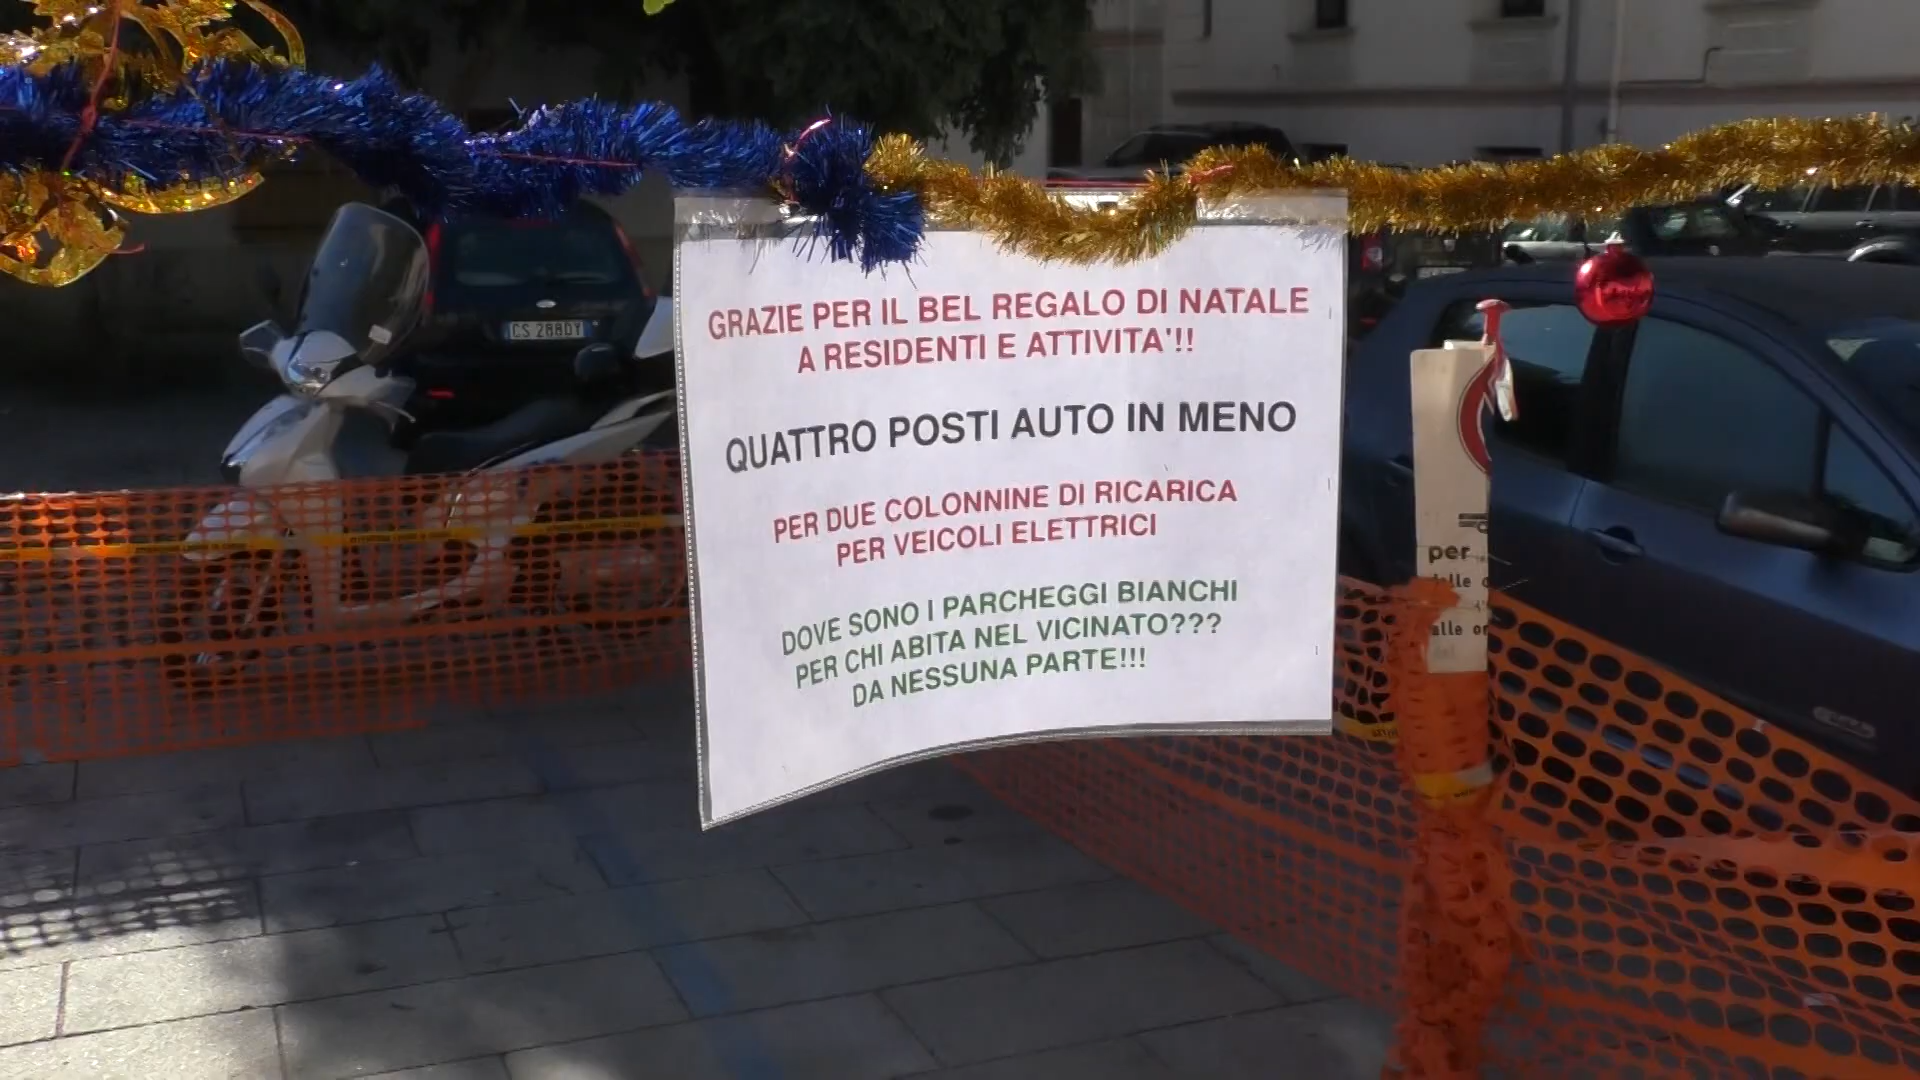 GRAZIE PER IL BEL REGALO DI NATALE
A RESIDENTI E ATTIVITA'!!
QUATTRO POSTI AUTO IN MENO
PER DUE COLONNINE DI RICARICA
PER VEICOLI ELETTRICI
DOVE SONO I PARCHEGGI BIANCHI
PER CHI ABITA NEL VICINATO???
DA NESSUNA PARTE!!!
CS 288DY
per
alle